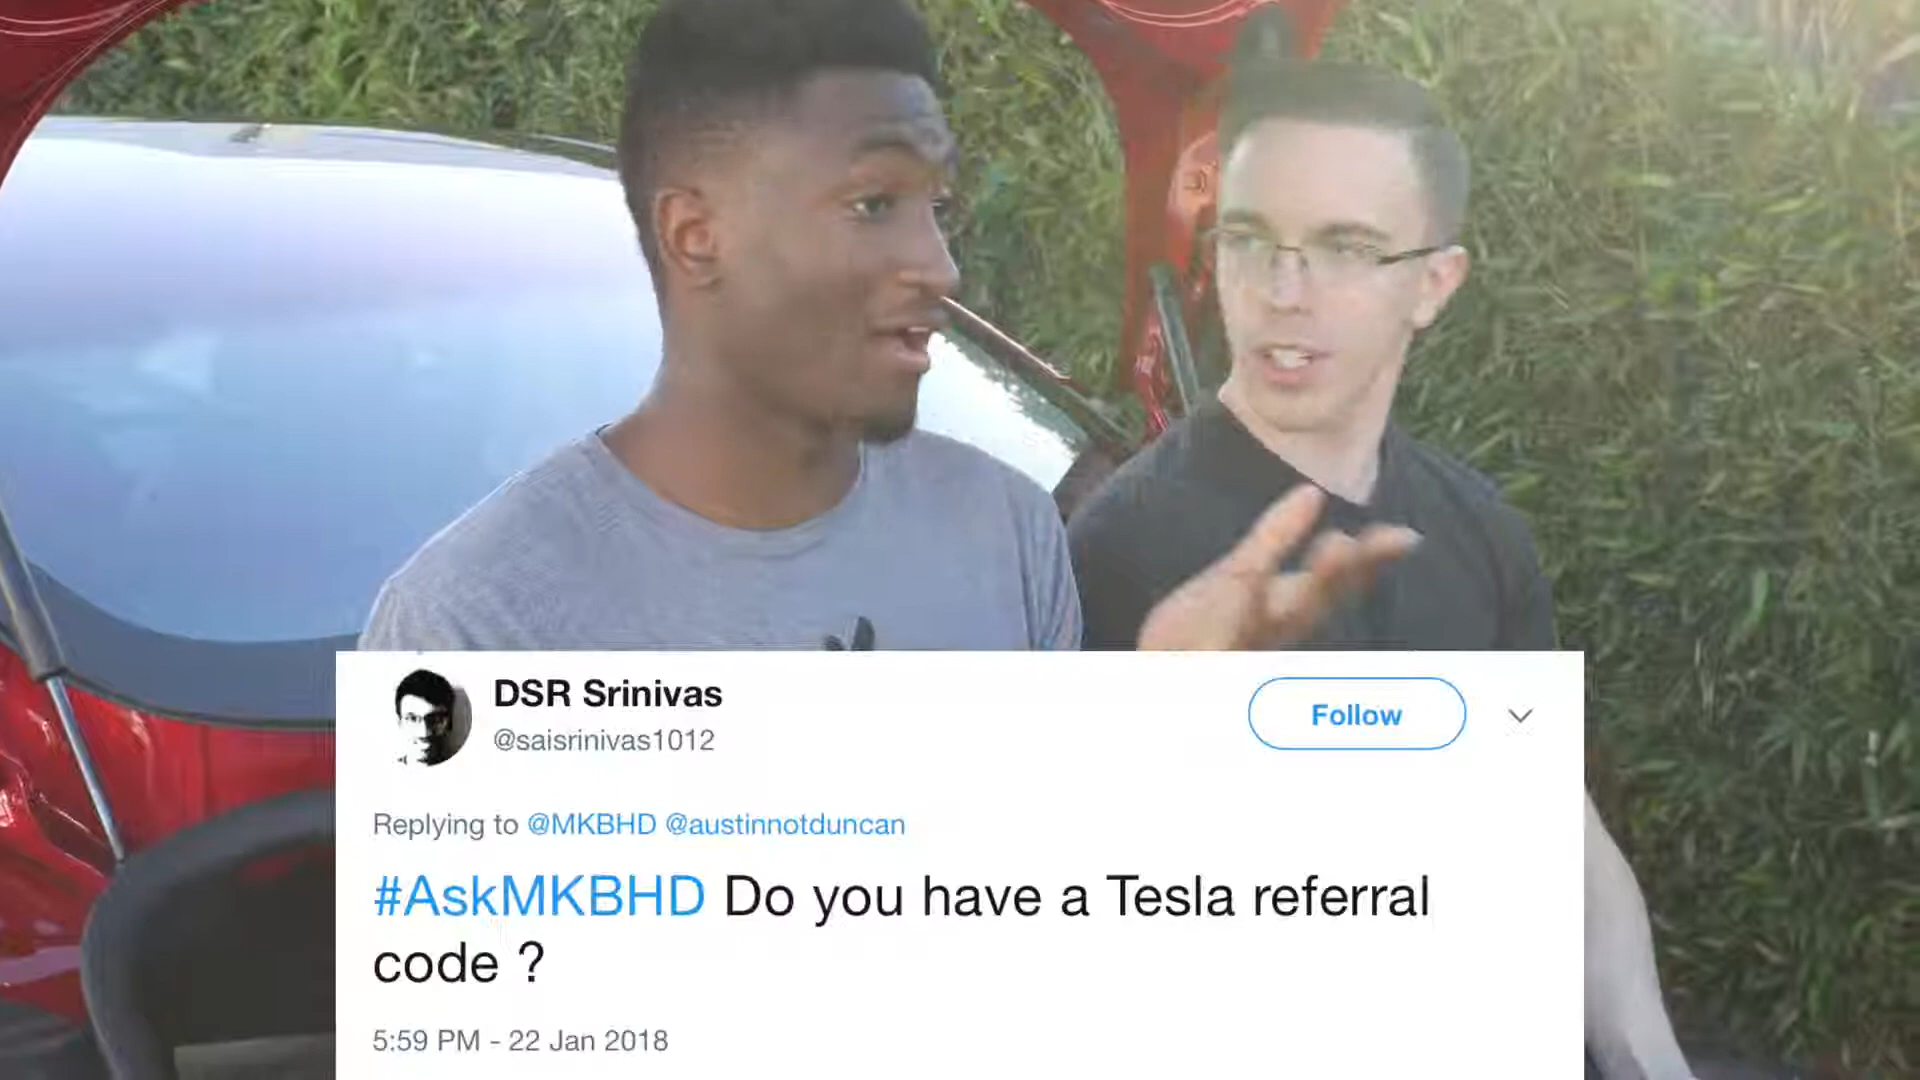 DSR Srinivas
@saisrinivas1012
Follow
Replying to @MKBHD @austinnotduncan
#AskMKBHD Do you have a Tesla referral
code ?
5:59 PM - 22 Jan 2018